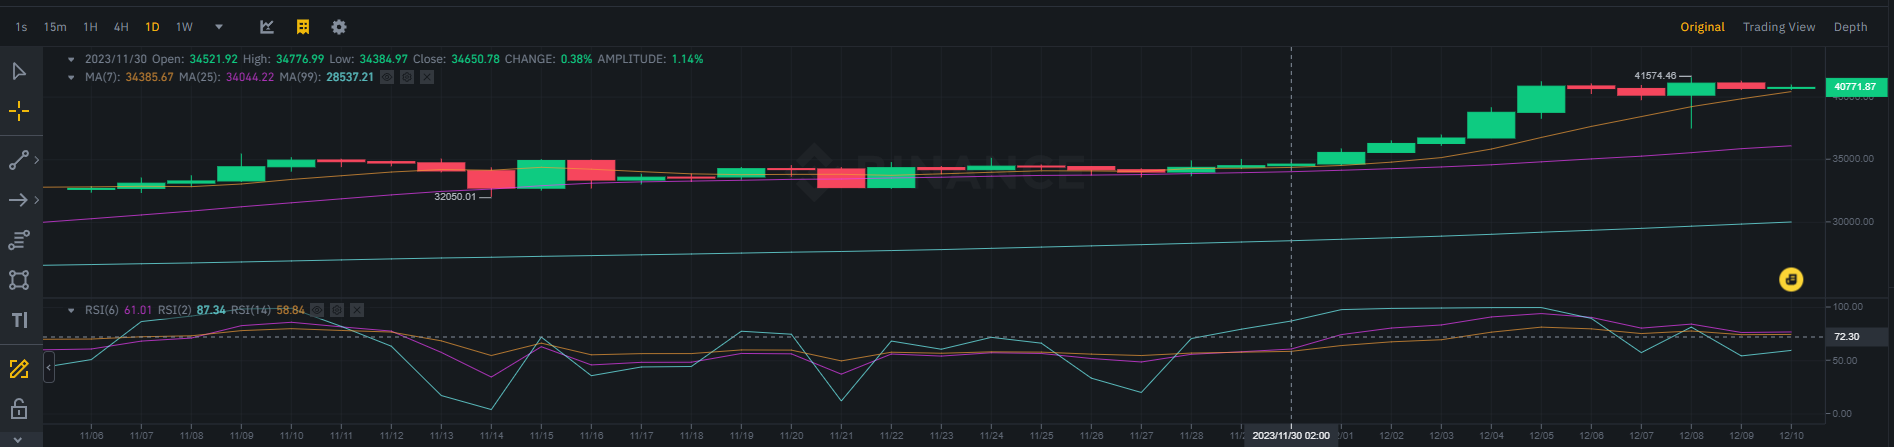 1s 15m 1H 4H 1D 1W Original Trading View Depth
2023/11/30 Open: 34521.92 High: 34776.99 Low: 34384.97 Close: 34650.78 CHANGE: 0.38% AMPLITUDE: 1.14%
MA(7): 34385.67 MA(25): 34044.22 MA(99): 28537.21
41574.46
40771.87
BINANCE
35000.00
32050.01
30000.00
RSI(6) 61.01 RSI(2) 87.34 RSI(14) 58.84
100.00
72.30
50.00
0.00
11/06 11/07 11/08 11/09 11/10 11/11 11/12 11/13 11/14 11/15 11/16 11/17 11/18 11/19 11/20 11/21 11/22 11/23 11/24 11/25 11/26 11/27 11/28 2023/11/30 02:00 12/02 12/03 12/04 12/05 12/06 12/07 12/08 12/09 12/10